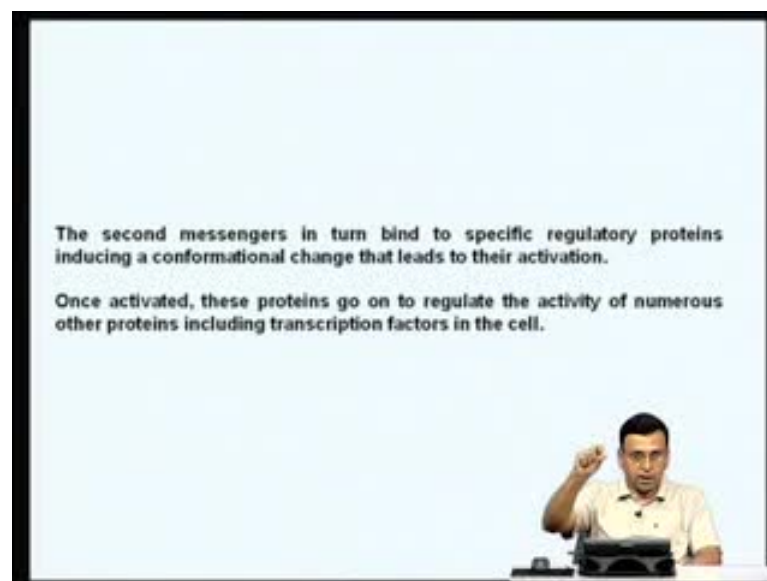 The second messengers in turn bind to specific regulatory proteins
inducing a conformational change that leads to their activation.
Once activated, these proteins go on to regulate the activity of numerous
other proteins including transcription factors in the cell.